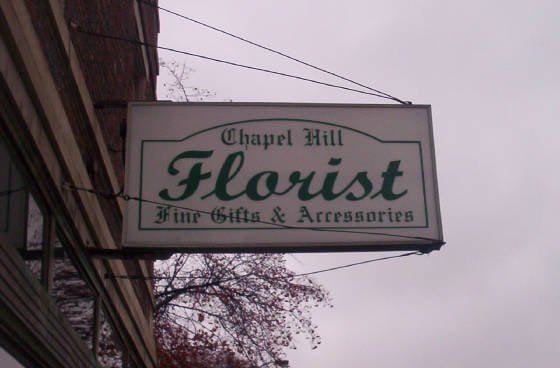 Chapel Hill
Florist
Fine Gifts & Accessories